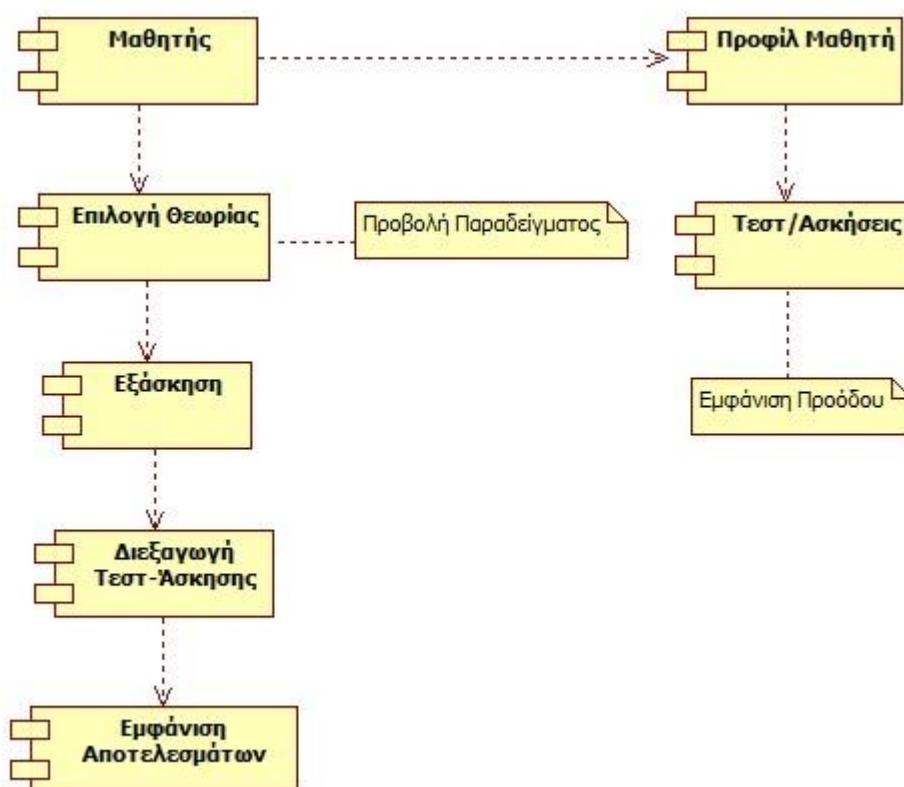 Μαθητής
Προφίλ Μαθητή
Επιλογή Θεωρίας
Προβολή Παραδείγματος
Τεστ/Ασκήσεις
Εξάσκηση
Εμφάνιση Προόδου
Διεξαγωγή
Τεστ-Άσκησης
Εμφάνιση
Αποτελεσμάτων